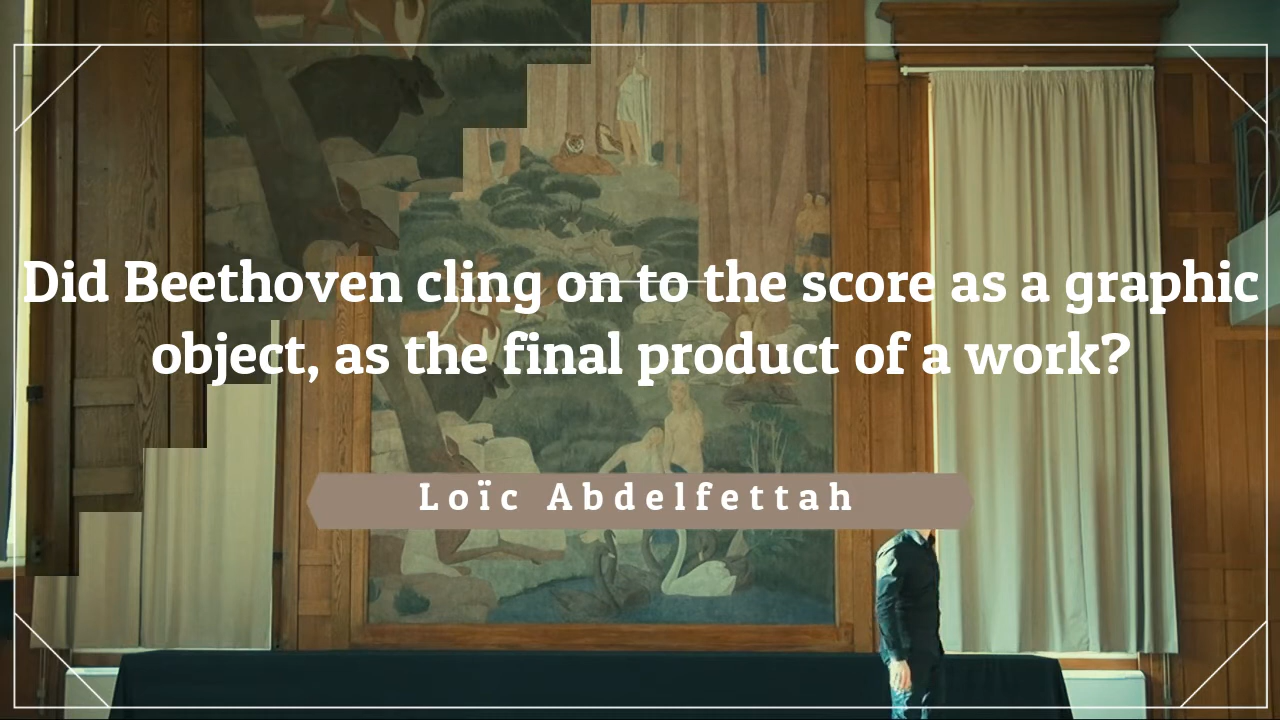 Did Beethoven cling on to the score as a graphic
object, as the final product of a work?
Loïc Abdelfettah